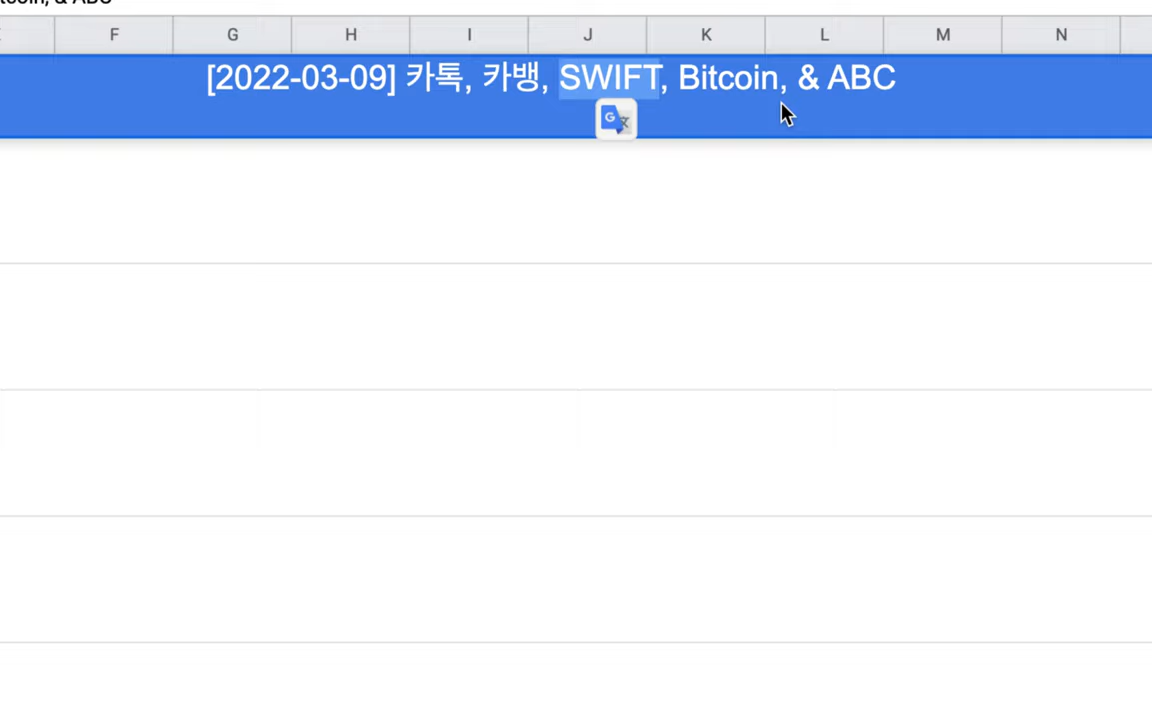 F G H I J K L M N
[2022-03-09] 카톡, 카뱅, SWIFT, Bitcoin, & ABC